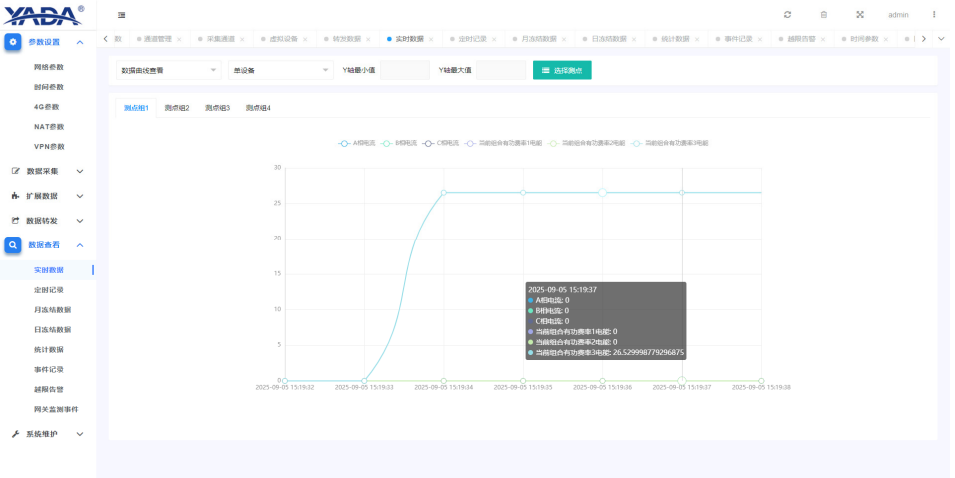 YADA®
admin
参数设置
网络参数
时间参数
4G参数
NAT参数
VPN参数
数据采集
扩展数据
数据转发
数据查看
实时数据
定时记录
月冻结数据
日冻结数据
统计数据
事件记录
越限告警
网关监测事件
系统维护
数 通道管理 × 采集通道 × 虚拟设备 × 转发数据 × 实时数据 × 定时记录 × 月冻结数据 × 日冻结数据 × 统计数据 × 事件记录 × 越限告警 × 时间参数 ×
数据曲线查看 单设备 Y轴最小值 Y轴最大值 选择测点
测点组1 测点组2 测点组3 测点组4
A相电流 B相电流 C相电流 当前组合有功费率1电能 当前组合有功费率2电能 当前组合有功费率3电能
30
25
20
15
10
5
0
2025-09-05 15:19:37
A相电流: 0
B相电流: 0
C相电流: 0
当前组合有功费率1电能: 0
当前组合有功费率2电能: 0
当前组合有功费率3电能: 26.529998779296875
2025-09-05 15:19:32 2025-09-05 15:19:33 2025-09-05 15:19:34 2025-09-05 15:19:35 2025-09-05 15:19:36 2025-09-05 15:19:37 2025-09-05 15:19:38